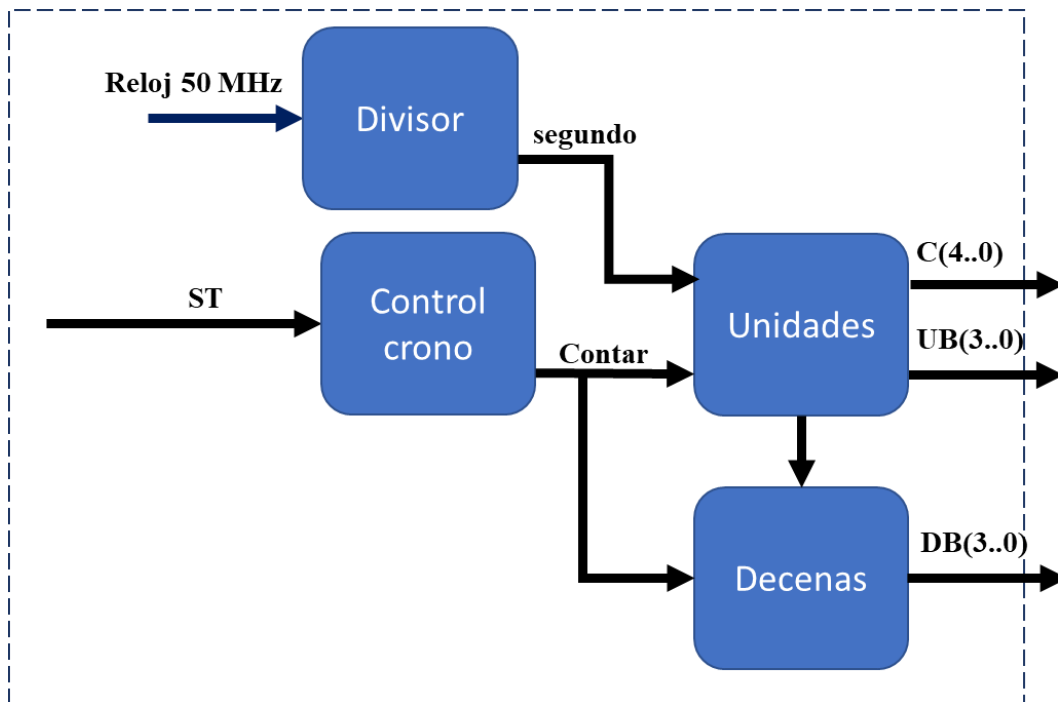 Reloj 50 MHz
Divisor
segundo
ST
Control
crono
Contar
Unidades
C(4..0)
UB(3..0)
Decenas
DB(3..0)